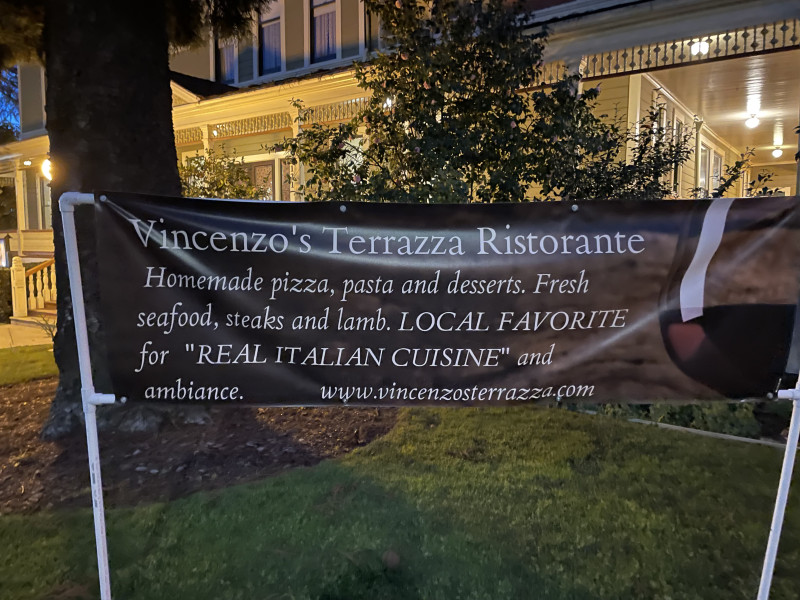 Vincenzo's Terrazza Ristorante
Homemade pizza, pasta and desserts. Fresh
seafood, steaks and lamb. LOCAL FAVORITE
for "REAL ITALIAN CUISINE" and
ambiance. www.vincenzosterrazza.com